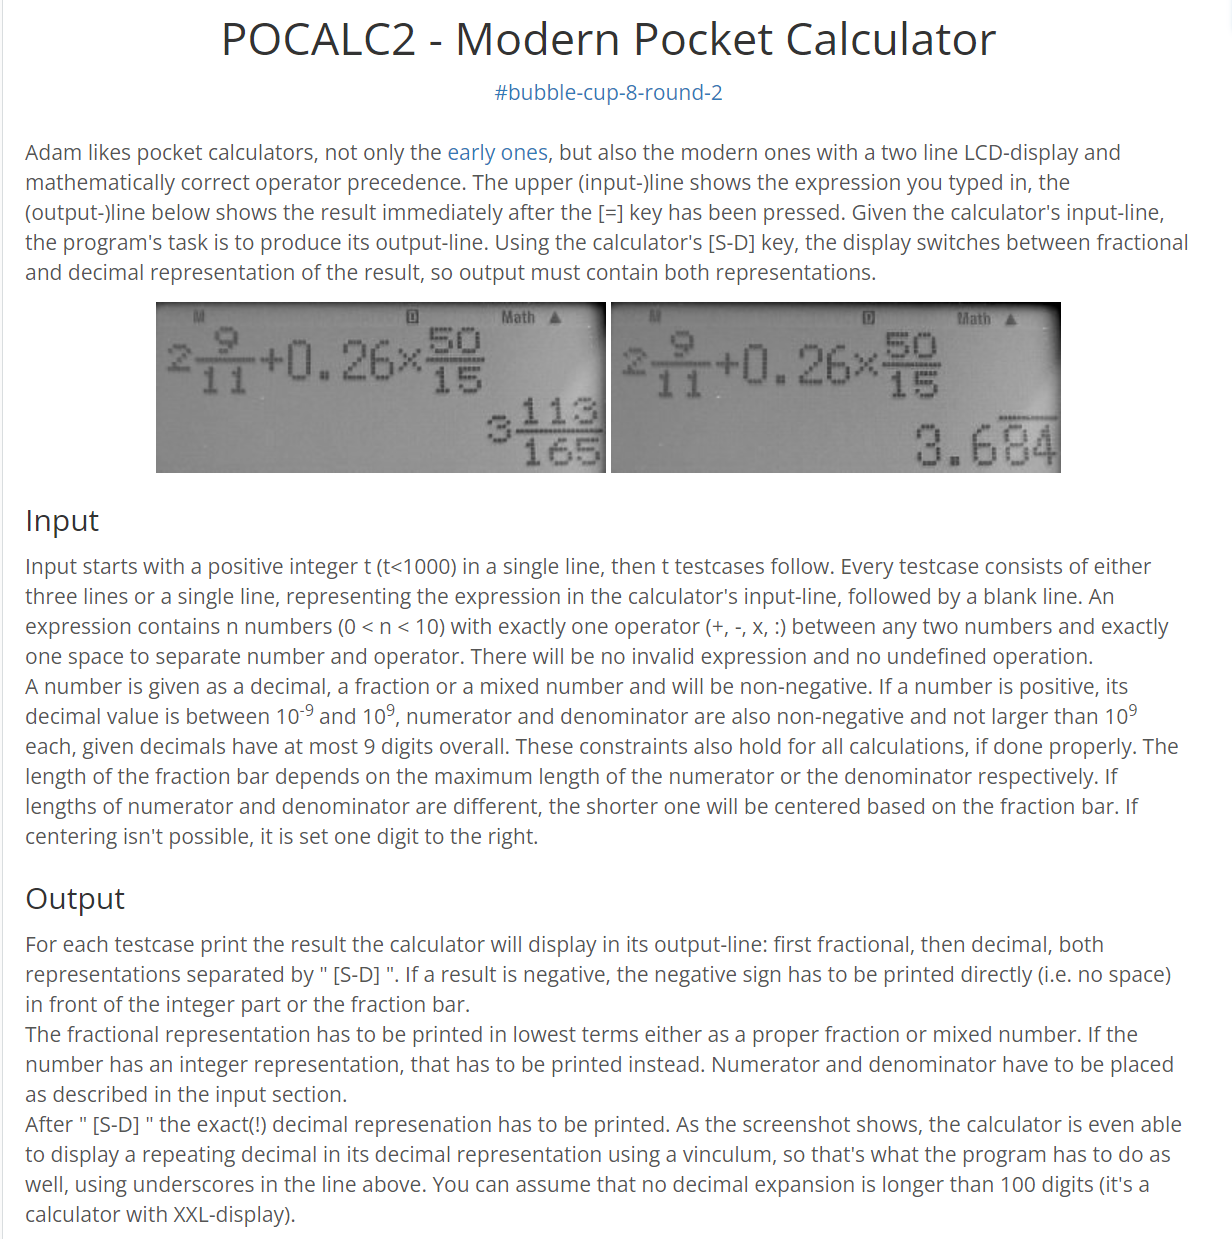 POCALC2 - Modern Pocket Calculator
#bubble-cup-8-round-2
Adam likes pocket calculators, not only the early ones, but also the modern ones with a two line LCD-display and
mathematically correct operator precedence. The upper (input-)line shows the expression you typed in, the
(output-)line below shows the result immediately after the [=] key has been pressed. Given the calculator's input-line,
the program's task is to produce its output-line. Using the calculator's [S-D] key, the display switches between fractional
and decimal representation of the result, so output must contain both representations.
M D Math ▲
2 9/11 +0.26× 50/15
3 113/165
M D Math ▲
2 9/11 +0.26× 50/15
3.68̅4̅
Input
Input starts with a positive integer t (t<1000) in a single line, then t testcases follow. Every testcase consists of either
three lines or a single line, representing the expression in the calculator's input-line, followed by a blank line. An
expression contains n numbers (0 < n < 10) with exactly one operator (+, -, x, :) between any two numbers and exactly
one space to separate number and operator. There will be no invalid expression and no undefined operation.
A number is given as a decimal, a fraction or a mixed number and will be non-negative. If a number is positive, its
decimal value is between 10⁻⁹ and 10⁹, numerator and denominator are also non-negative and not larger than 10⁹
each, given decimals have at most 9 digits overall. These constraints also hold for all calculations, if done properly. The
length of the fraction bar depends on the maximum length of the numerator or the denominator respectively. If
lengths of numerator and denominator are different, the shorter one will be centered based on the fraction bar. If
centering isn't possible, it is set one digit to the right.
Output
For each testcase print the result the calculator will display in its output-line: first fractional, then decimal, both
representations separated by " [S-D] ". If a result is negative, the negative sign has to be printed directly (i.e. no space)
in front of the integer part or the fraction bar.
The fractional representation has to be printed in lowest terms either as a proper fraction or mixed number. If the
number has an integer representation, that has to be printed instead. Numerator and denominator have to be placed
as described in the input section.
After " [S-D] " the exact(!) decimal represenation has to be printed. As the screenshot shows, the calculator is even able
to display a repeating decimal in its decimal representation using a vinculum, so that's what the program has to do as
well, using underscores in the line above. You can assume that no decimal expansion is longer than 100 digits (it's a
calculator with XXL-display).